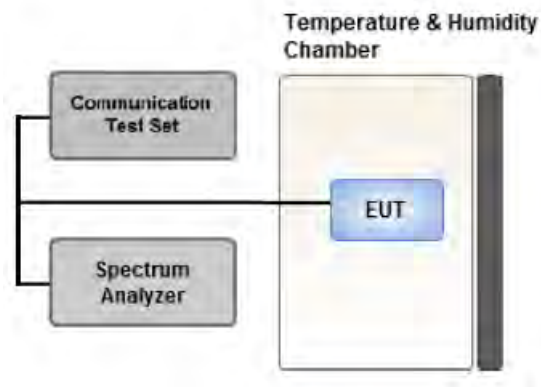 Temperature & Humidity
Chamber
Communication
Test Set
EUT
Spectrum
Analyzer